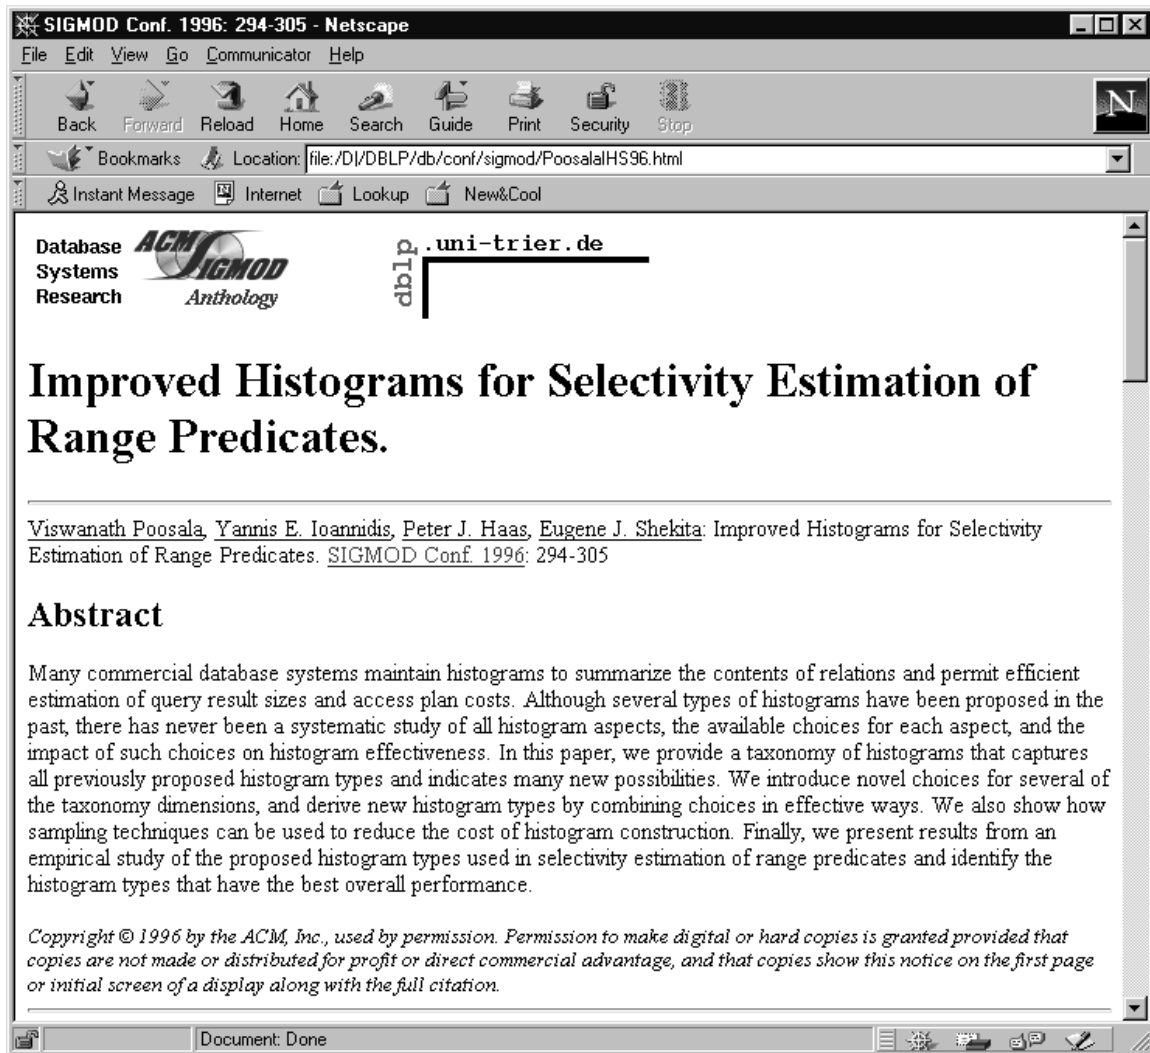 SIGMOD Conf. 1996: 294-305 - Netscape
File Edit View Go Communicator Help
Back Forward Reload Home Search Guide Print Security Stop
N
Bookmarks Location: file:/D|/DBLP/db/conf/sigmod/PoosalaIHS96.html
Instant Message Internet Lookup New&Cool
Database Systems Research
ACM SIGMOD Anthology
dblp.uni-trier.de
Improved Histograms for Selectivity Estimation of
Range Predicates.
Viswanath Poosala, Yannis E. Ioannidis, Peter J. Haas, Eugene J. Shekita: Improved Histograms for Selectivity
Estimation of Range Predicates. SIGMOD Conf. 1996: 294-305
Abstract
Many commercial database systems maintain histograms to summarize the contents of relations and permit efficient
estimation of query result sizes and access plan costs. Although several types of histograms have been proposed in the
past, there has never been a systematic study of all histogram aspects, the available choices for each aspect, and the
impact of such choices on histogram effectiveness. In this paper, we provide a taxonomy of histograms that captures
all previously proposed histogram types and indicates many new possibilities. We introduce novel choices for several of
the taxonomy dimensions, and derive new histogram types by combining choices in effective ways. We also show how
sampling techniques can be used to reduce the cost of histogram construction. Finally, we present results from an
empirical study of the proposed histogram types used in selectivity estimation of range predicates and identify the
histogram types that have the best overall performance.
Copyright © 1996 by the ACM, Inc., used by permission. Permission to make digital or hard copies is granted provided that
copies are not made or distributed for profit or direct commercial advantage, and that copies show this notice on the first page
or initial screen of a display along with the full citation.
Document: Done